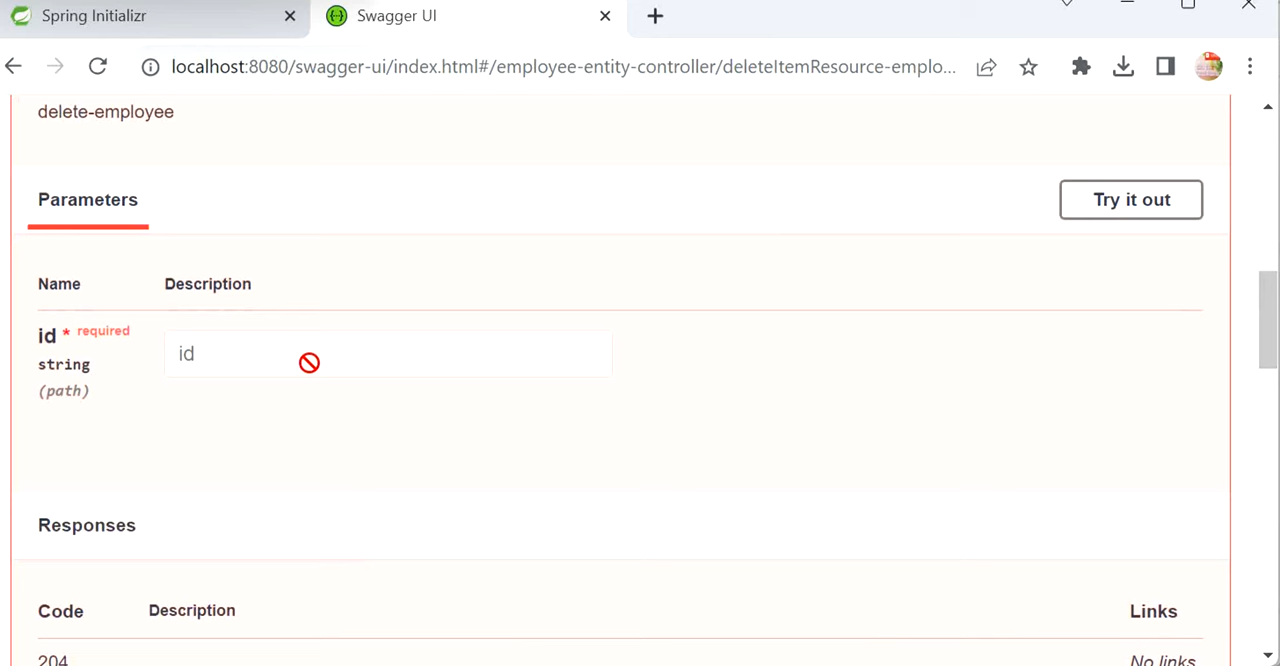 Spring Initializr
Swagger UI
localhost:8080/swagger-ui/index.html#/employee-entity-controller/deleteItemResource-emplo...
delete-employee
Parameters
Try it out
Name Description
id * required
id
string
(path)
Responses
Code Description Links
204 No links